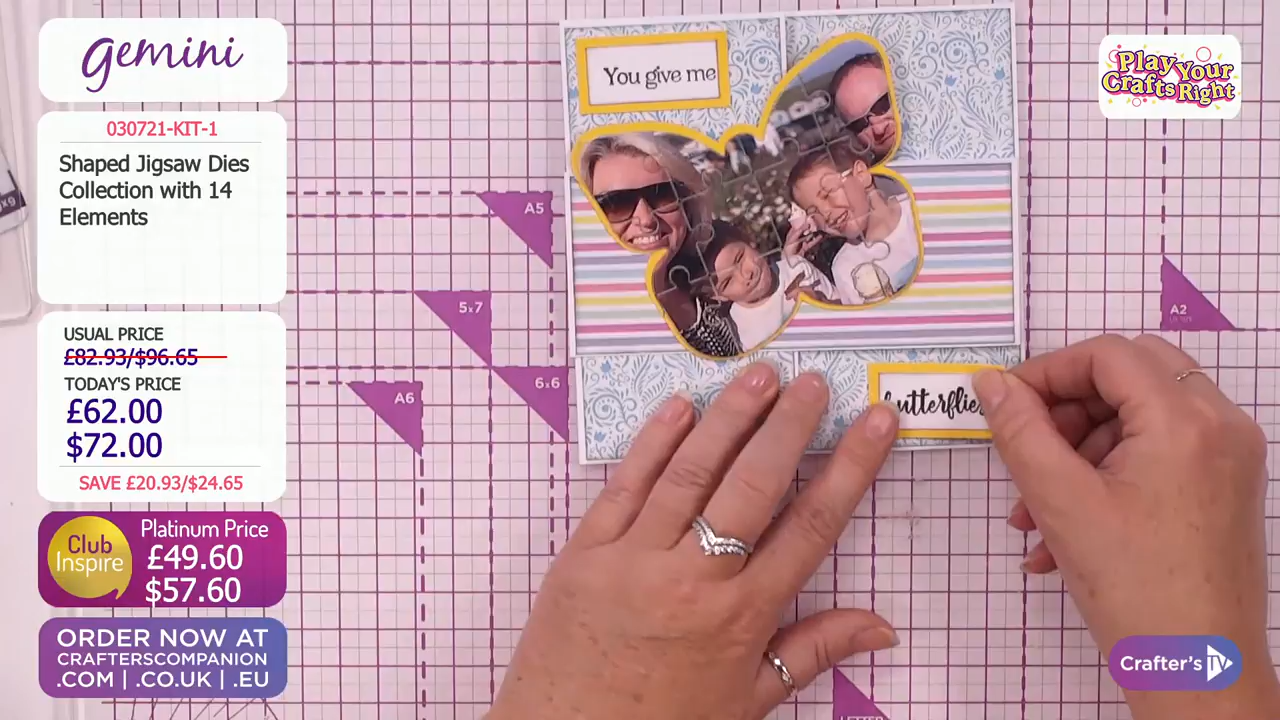 gemini
030721-KIT-1
Shaped Jigsaw Dies
Collection with 14
Elements
USUAL PRICE
£82.93/$96.65
TODAY'S PRICE
£62.00
$72.00
SAVE £20.93/$24.65
Club
Inspire
Platinum Price
£49.60
$57.60
ORDER NOW AT
CRAFTERSCOMPANION
.COM | .CO.UK | .EU
You give me
butterflies
A5
5x7
6x6
A6
A2
Play Your
Crafts Right
Crafter's TV